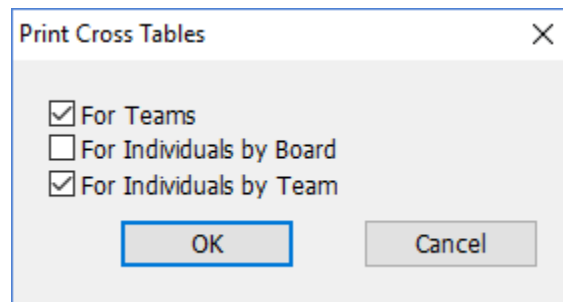 Print Cross Tables
For Teams
For Individuals by Board
For Individuals by Team
OK Cancel